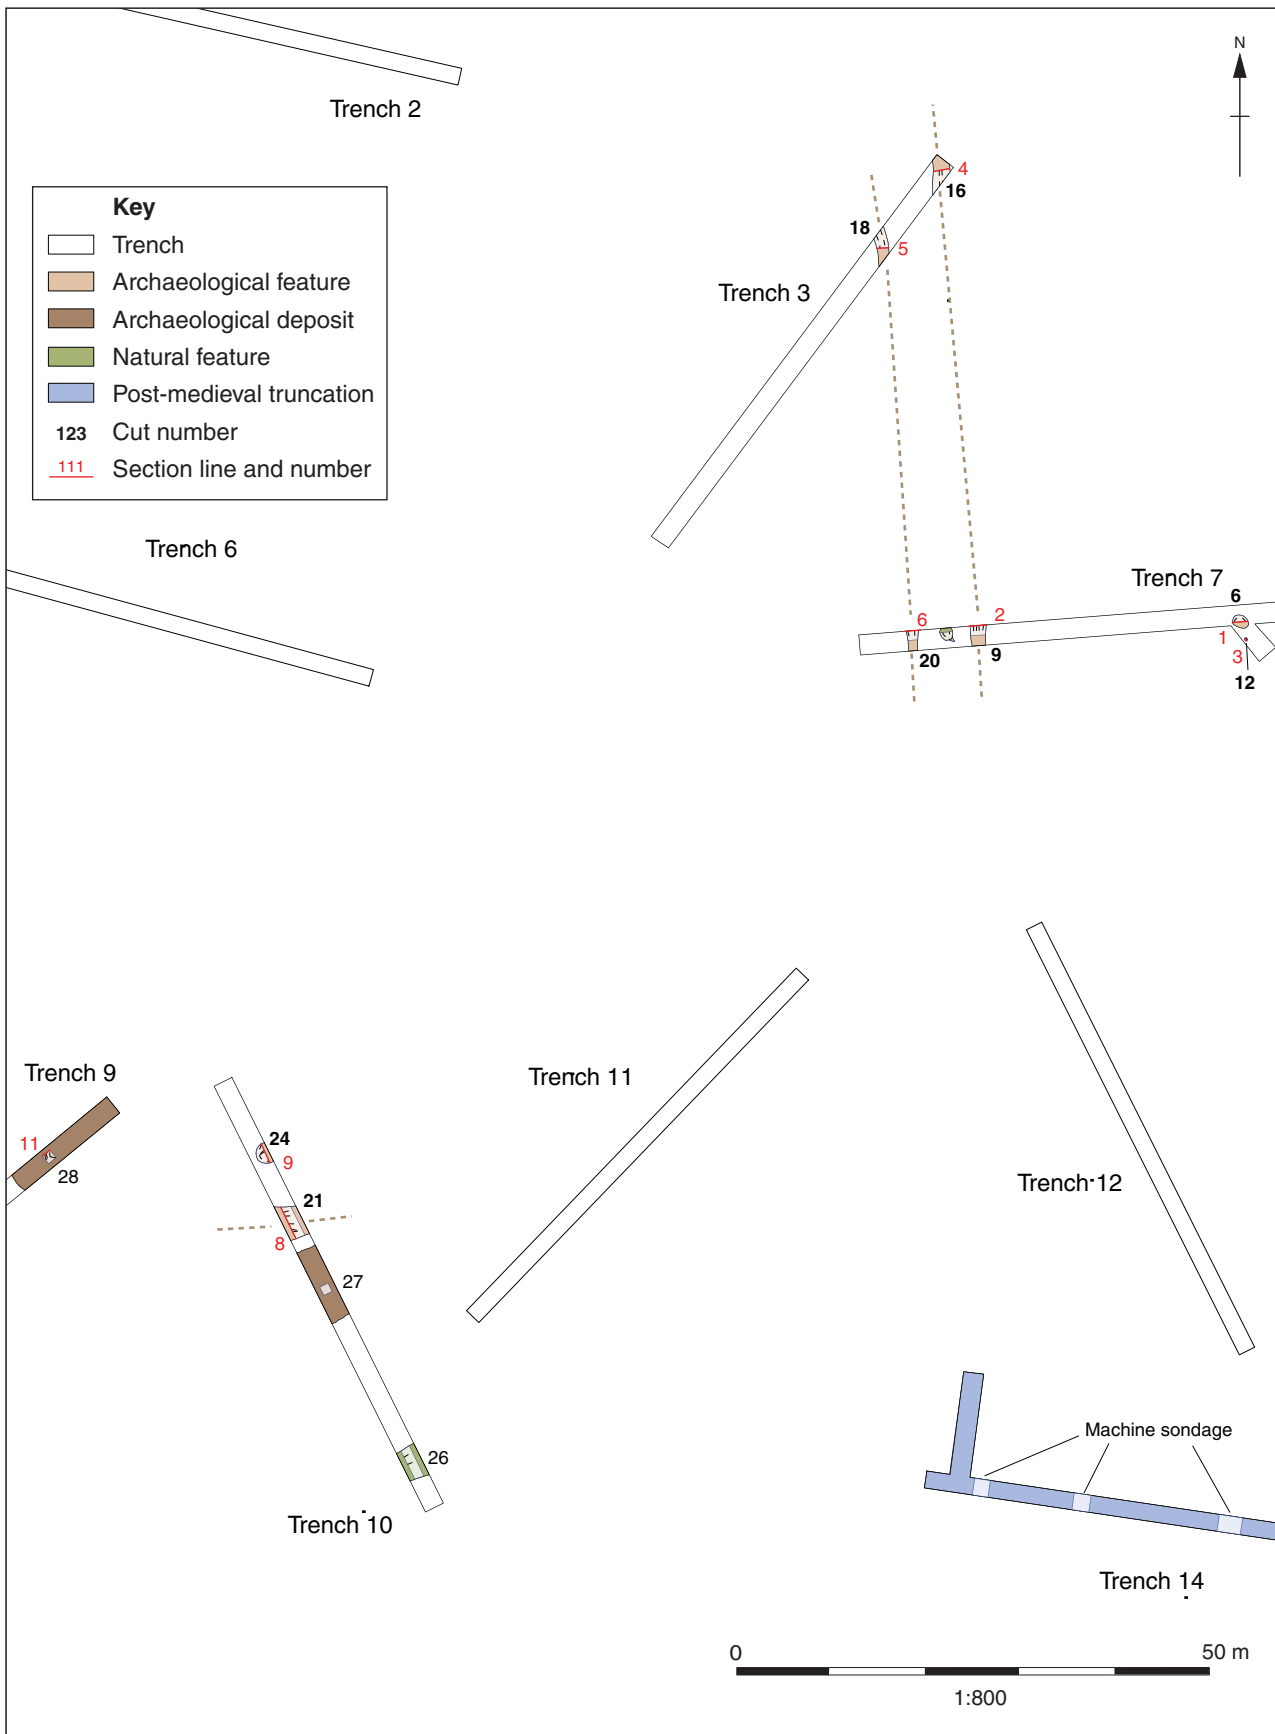 Trench 2
N
Key
Trench
Archaeological feature
Archaeological deposit
Natural feature
Post-medieval truncation
123 Cut number
111 Section line and number
4
16
18
5
Trench 3
Trench 6
Trench 7
6
6
2
20
9
1
3
12
Trench 9
11
28
24
9
21
8
27
26
Trench 10
Trench 11
Trench 12
Machine sondage
Trench 14
0 50 m
1:800